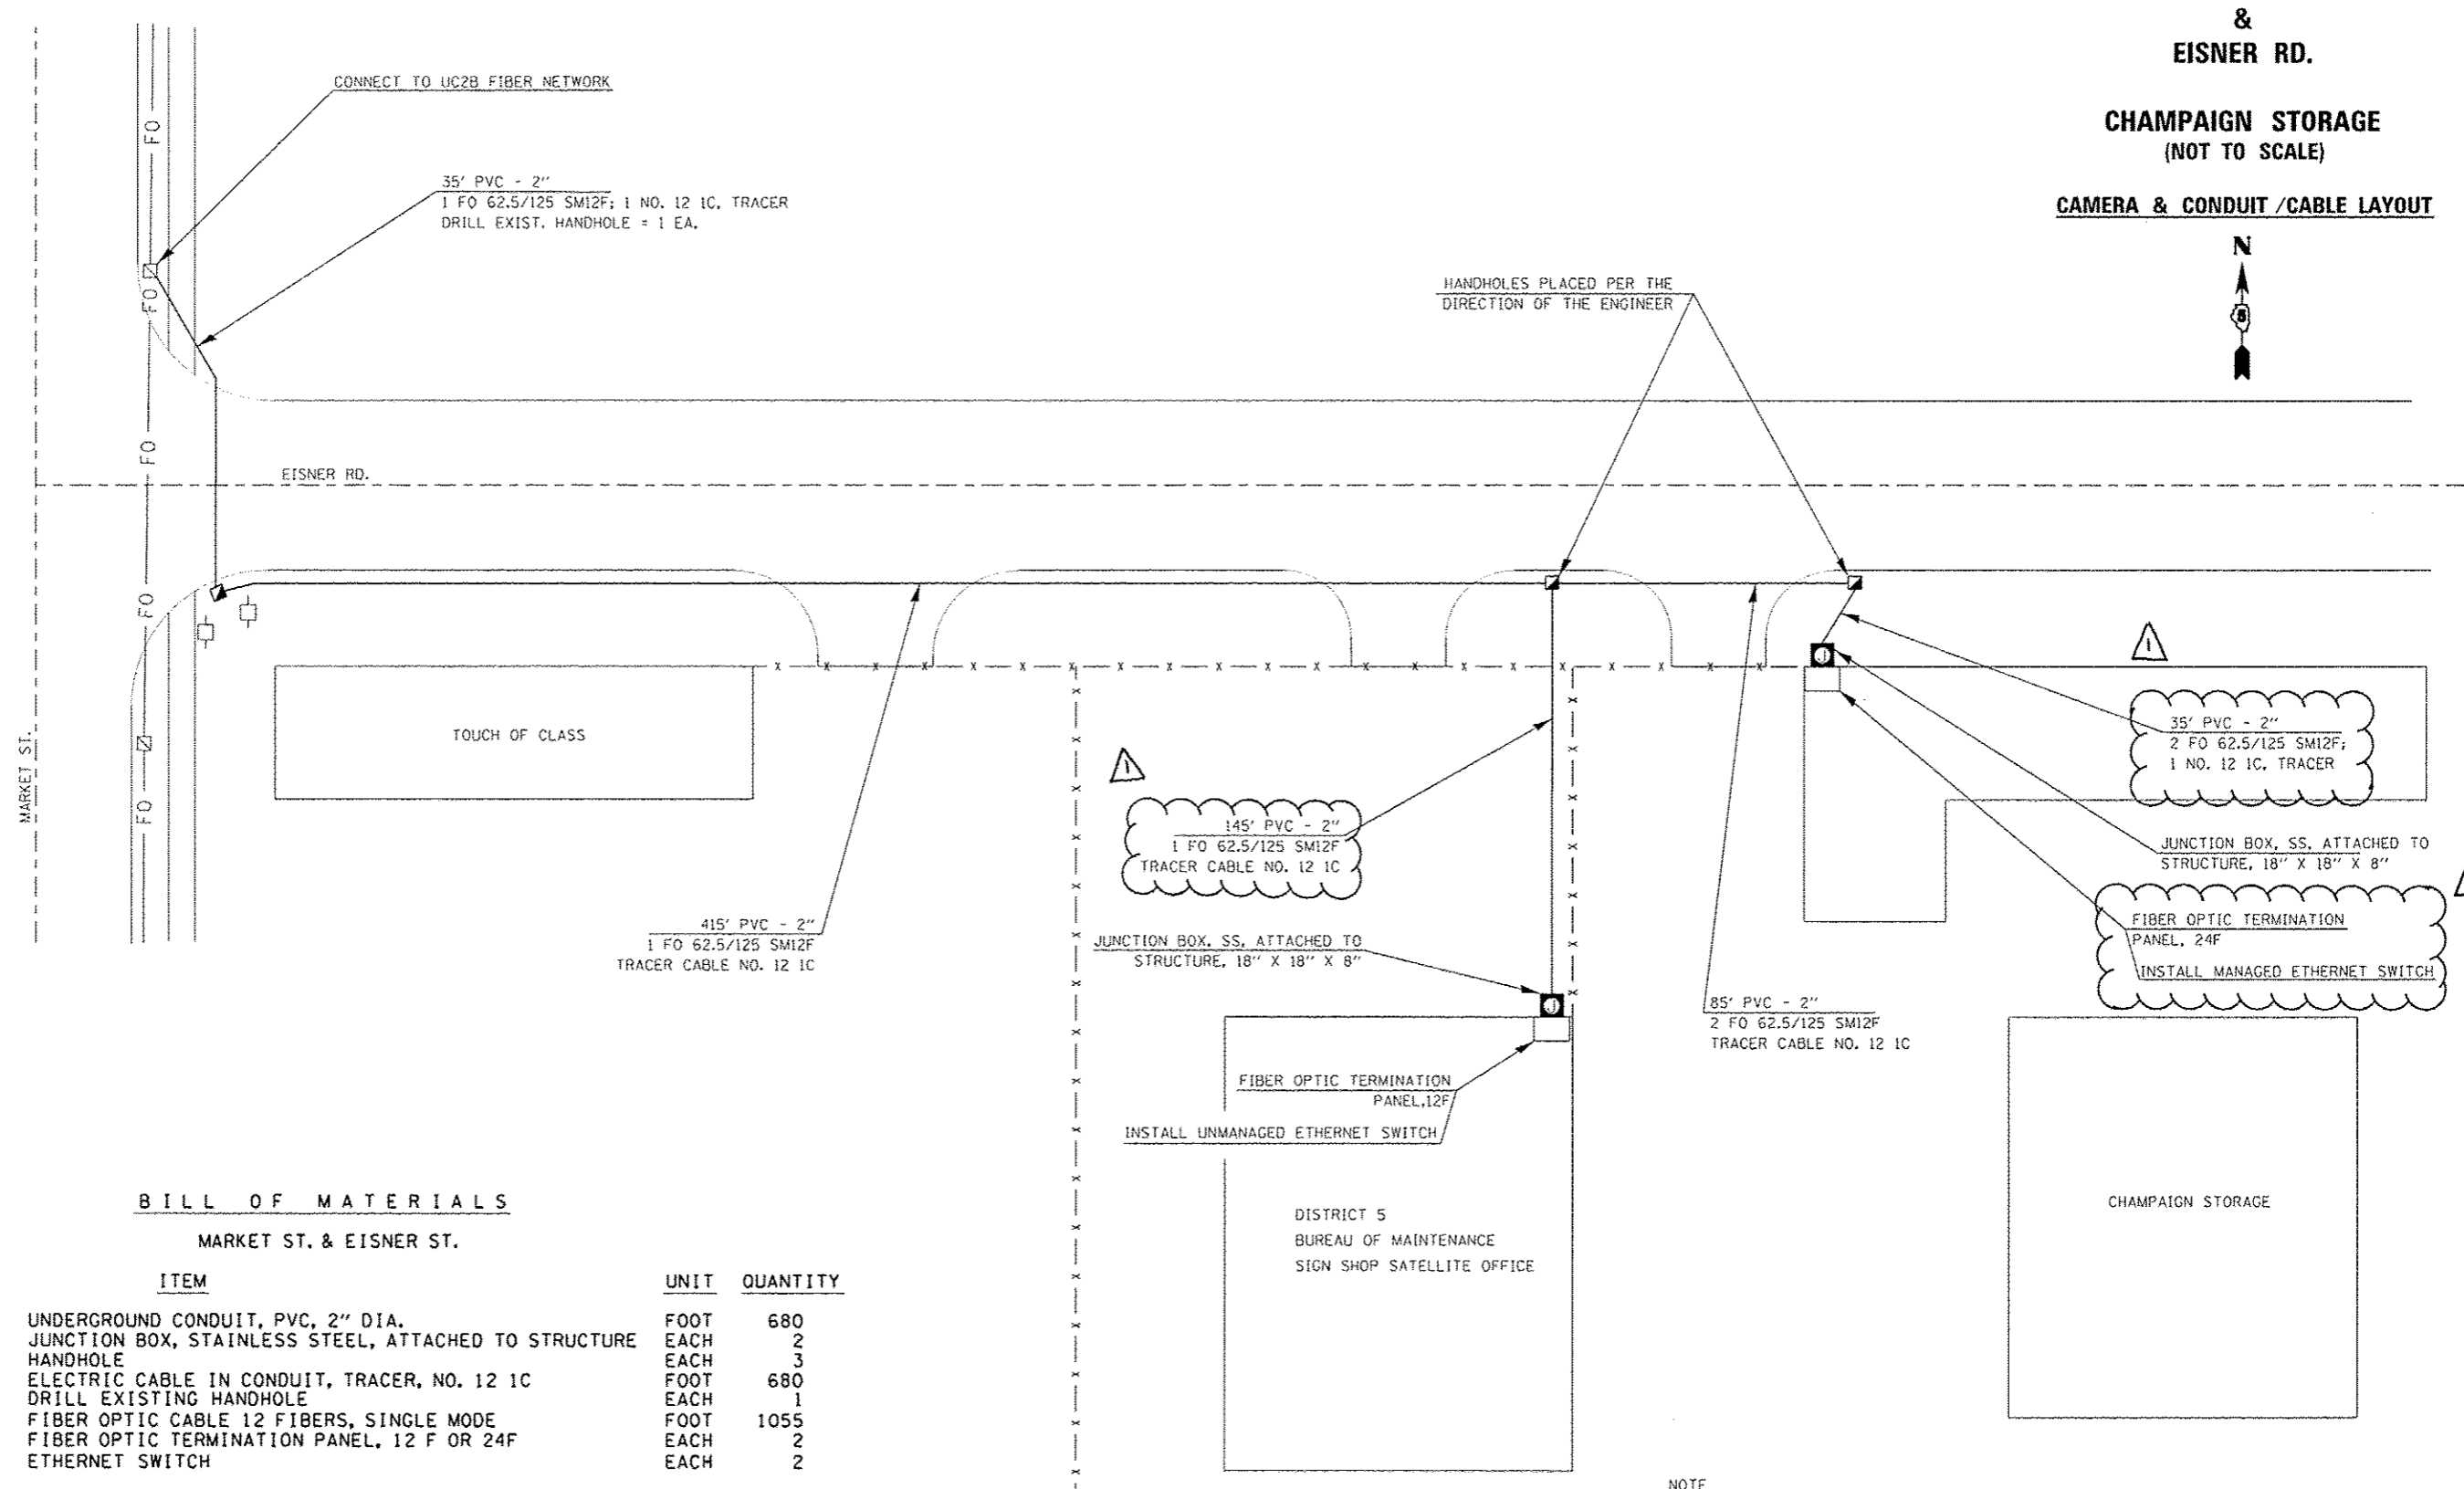 &
EISNER RD.
CHAMPAIGN STORAGE
(NOT TO SCALE)
CAMERA & CONDUIT /CABLE LAYOUT
N
5
CONNECT TO UC2B FIBER NETWORK
35' PVC - 2"
1 FO 62.5/125 SM12F; 1 NO. 12 1C, TRACER
DRILL EXIST. HANDHOLE = 1 EA.
HANDHOLES PLACED PER THE
DIRECTION OF THE ENGINEER
FO
FO
FO
FO
FO
EISNER RD.
MARKET ST.
TOUCH OF CLASS
1
145' PVC - 2"
1 FO 62.5/125 SM12F
TRACER CABLE NO. 12 1C
1
35' PVC - 2"
2 FO 62.5/125 SM12F;
1 NO. 12 1C, TRACER
J
JUNCTION BOX, SS, ATTACHED TO
STRUCTURE, 18" X 18" X 8"
FIBER OPTIC TERMINATION
PANEL, 24F
INSTALL MANAGED ETHERNET SWITCH
415' PVC - 2"
1 FO 62.5/125 SM12F
TRACER CABLE NO. 12 1C
JUNCTION BOX, SS, ATTACHED TO
STRUCTURE, 18" X 18" X 8"
J
85' PVC - 2"
2 FO 62.5/125 SM12F
TRACER CABLE NO. 12 1C
FIBER OPTIC TERMINATION
PANEL,12F
INSTALL UNMANAGED ETHERNET SWITCH
DISTRICT 5
BUREAU OF MAINTENANCE
SIGN SHOP SATELLITE OFFICE
CHAMPAIGN STORAGE
BILL OF MATERIALS
MARKET ST. & EISNER ST.
ITEM UNIT QUANTITY
UNDERGROUND CONDUIT, PVC, 2" DIA. FOOT 680
JUNCTION BOX, STAINLESS STEEL, ATTACHED TO STRUCTURE EACH 2
HANDHOLE EACH 3
ELECTRIC CABLE IN CONDUIT, TRACER, NO. 12 1C FOOT 680
DRILL EXISTING HANDHOLE EACH 1
FIBER OPTIC CABLE 12 FIBERS, SINGLE MODE FOOT 1055
FIBER OPTIC TERMINATION PANEL, 12 F OR 24F EACH 2
ETHERNET SWITCH EACH 2
NOTE